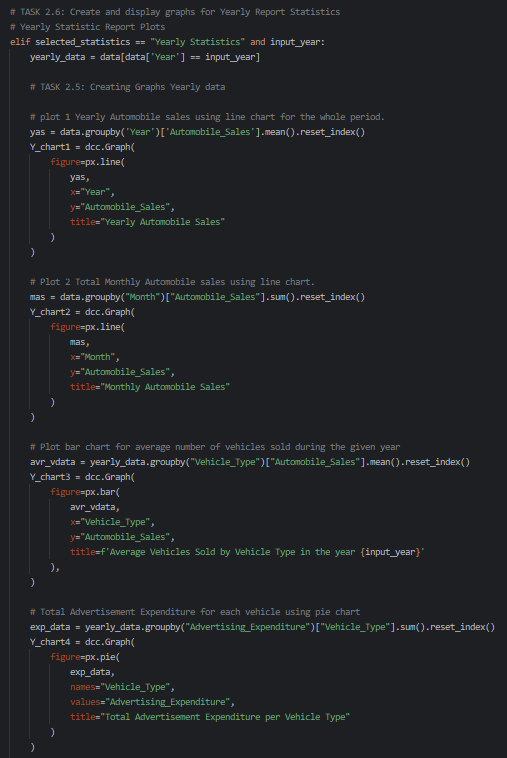 # TASK 2.6: Create and display graphs for Yearly Report Statistics
# Yearly Statistic Report Plots
elif selected_statistics == "Yearly Statistics" and input_year:
    yearly_data = data[data['Year'] == input_year]

    # TASK 2.5: Creating Graphs Yearly data

    # plot 1 Yearly Automobile sales using line chart for the whole period.
    yas = data.groupby('Year')['Automobile_Sales'].mean().reset_index()
    Y_chart1 = dcc.Graph(
        figure=px.line(
            yas,
            x="Year",
            y="Automobile_Sales",
            title="Yearly Automobile Sales"
        )
    )

    # Plot 2 Total Monthly Automobile sales using line chart.
    mas = data.groupby("Month")["Automobile_Sales"].sum().reset_index()
    Y_chart2 = dcc.Graph(
        figure=px.line(
            mas,
            x="Month",
            y="Automobile_Sales",
            title="Monthly Automobile Sales"
        )
    )

    # Plot bar chart for average number of vehicles sold during the given year
    avr_vdata = yearly_data.groupby("Vehicle_Type")["Automobile_Sales"].mean().reset_index()
    Y_chart3 = dcc.Graph(
        figure=px.bar(
            avr_vdata,
            x="Vehicle_Type",
            y="Automobile_Sales",
            title=f'Average Vehicles Sold by Vehicle Type in the year {input_year}'
        ),
    )

    # Total Advertisement Expenditure for each vehicle using pie chart
    exp_data = yearly_data.groupby("Advertising_Expenditure")["Vehicle_Type"].sum().reset_index()
    Y_chart4 = dcc.Graph(
        figure=px.pie(
            exp_data,
            names="Vehicle_Type",
            values="Advertising_Expenditure",
            title="Total Advertisement Expenditure per Vehicle Type"
        )
    )